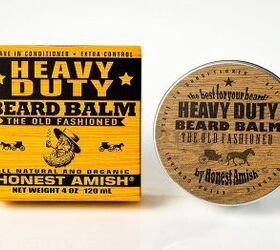 LEAVE IN CONDITIONER • EXTRA CONTROL
HEAVY
DUTY
BEARD BALM
THE OLD FASHIONED
ALL NATURAL AND ORGANIC
HONEST AMISH®
NET WEIGHT 4 OZ • 120 mL
the best for your beard
HEAVY DUTY
BEARD BALM
THE OLD FASHIONED
by Honest Amish